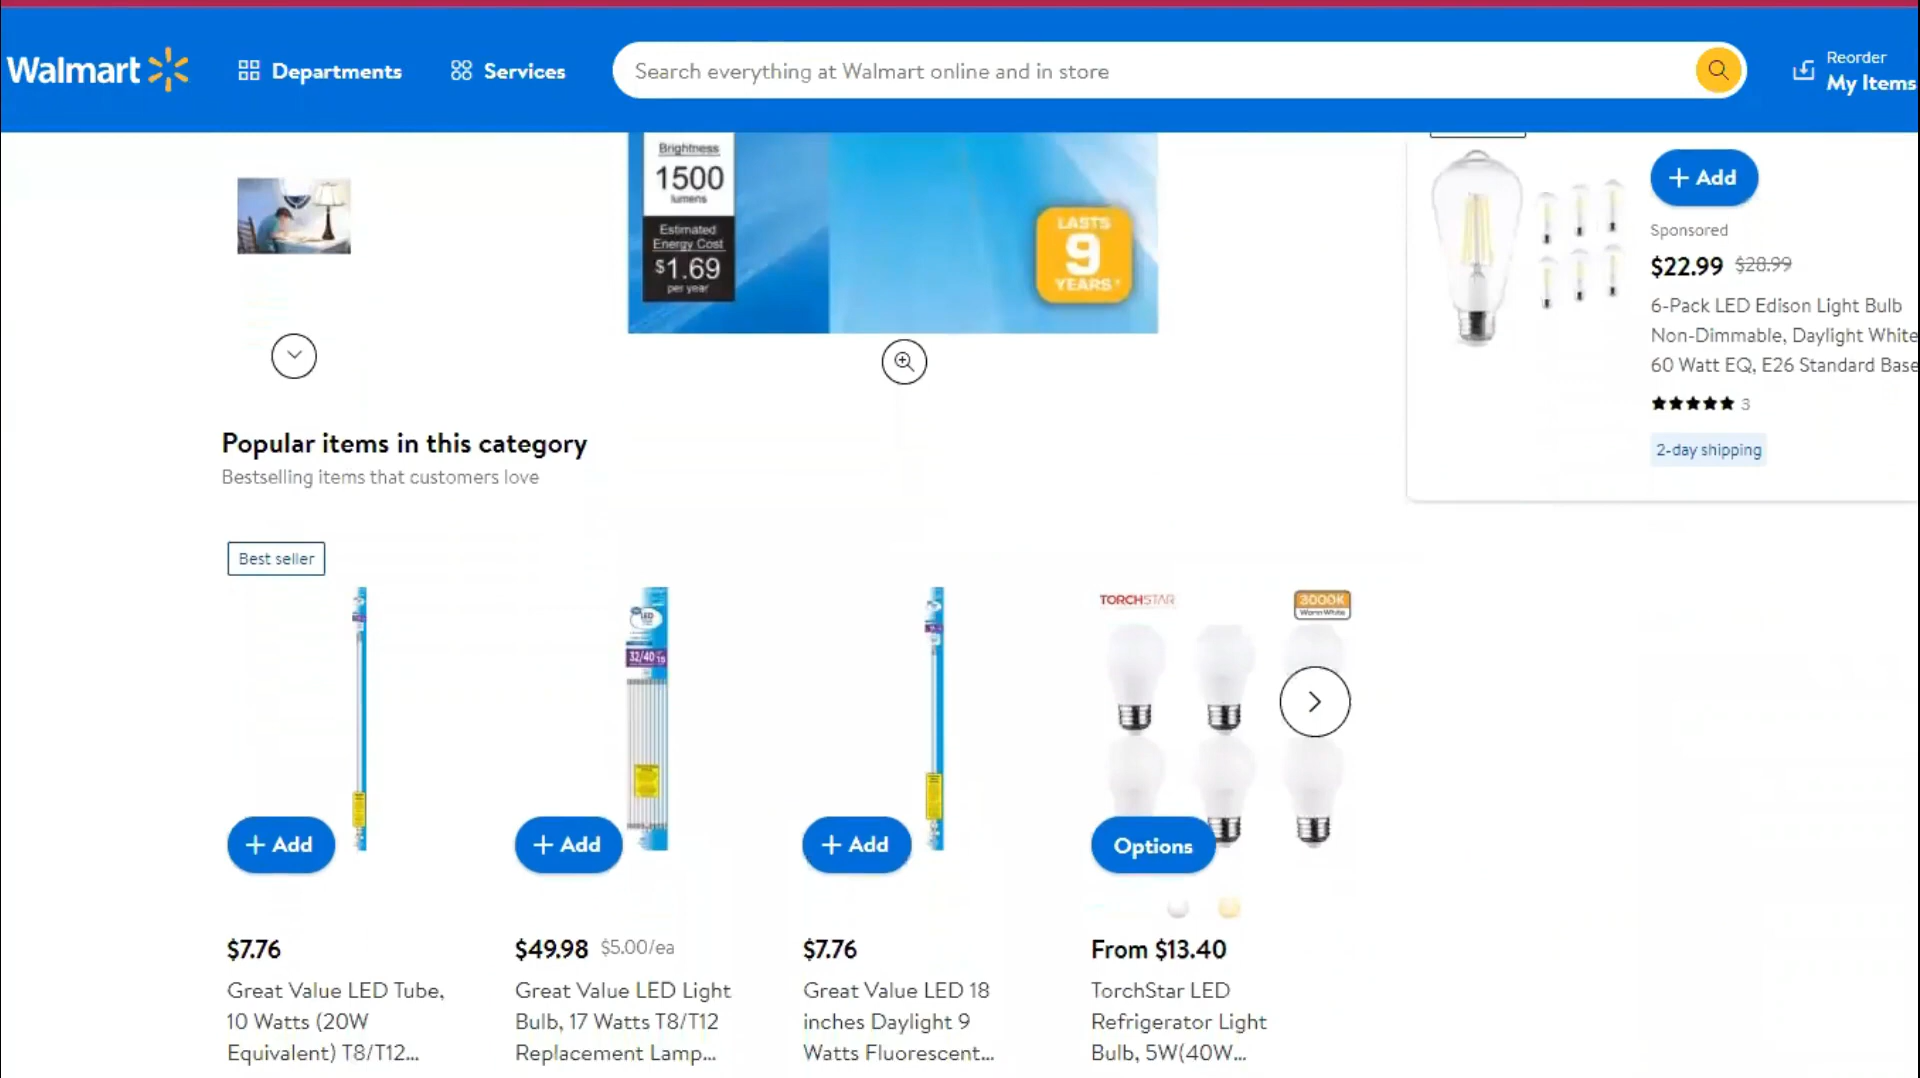 Walmart
Departments
Services
Search everything at Walmart online and in store
Reorder
My Items
Brightness
1500
lumens
Estimated
Energy Cost
$1.69
per year
LASTS
9
YEARS*
+ Add
Sponsored
$22.99 $28.99
6-Pack LED Edison Light Bulb
Non-Dimmable, Daylight White
60 Watt EQ, E26 Standard Base
3
2-day shipping
Popular items in this category
Bestselling items that customers love
Best seller
LED
32/40
TORCHSTAR
3000K
Warm White
+ Add
+ Add
+ Add
Options
$7.76
$49.98 $5.00/ea
$7.76
From $13.40
Great Value LED Tube,
10 Watts (20W
Equivalent) T8/T12...
Great Value LED Light
Bulb, 17 Watts T8/T12
Replacement Lamp...
Great Value LED 18
inches Daylight 9
Watts Fluorescent...
TorchStar LED
Refrigerator Light
Bulb, 5W(40W...